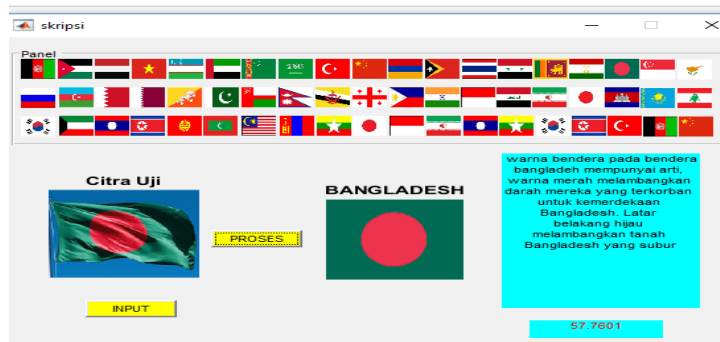 skripsi
Panel
Citra Uji
BANGLADESH
PROSES
INPUT
warna bendera pada bendera
bangladeh mempunyai arti,
warna merah melambangkan
darah mereka yang terkorban
untuk kemerdekaan
Bangladesh. Latar
belakang hijau
melambangkan tanah
Bangladesh yang subur
57.7601